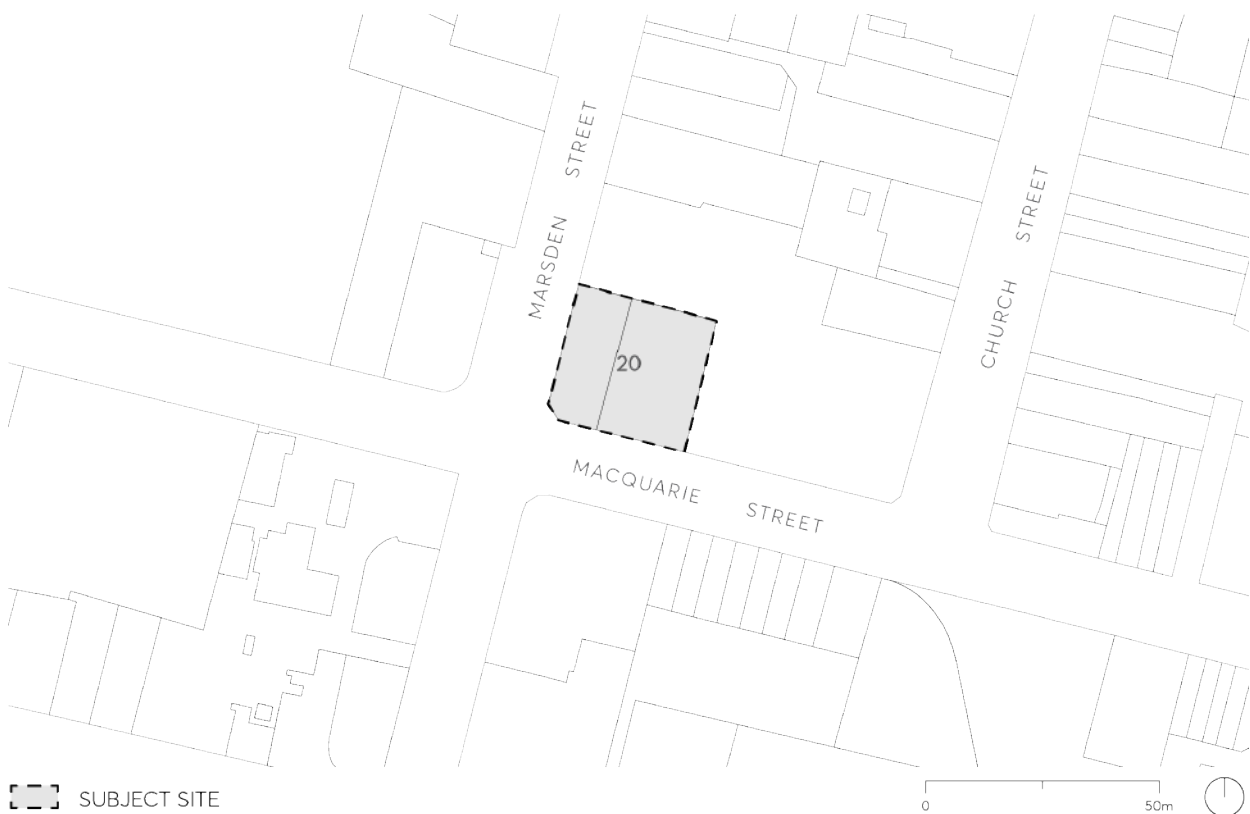 MARSDEN STREET
CHURCH STREET
20
MACQUARIE STREET
SUBJECT SITE
0 50m